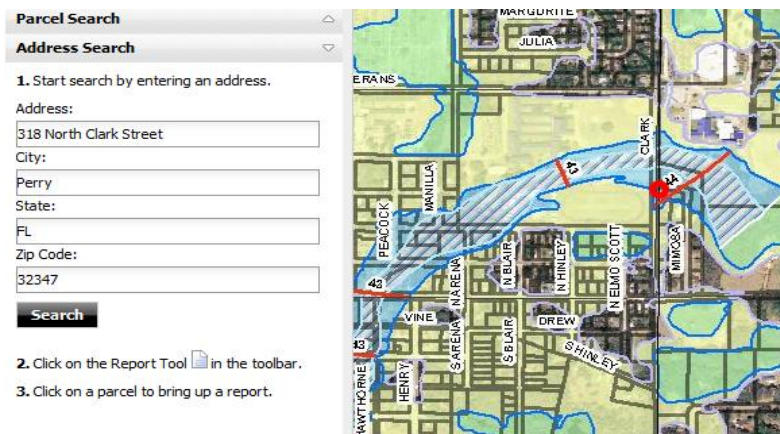 Parcel Search
Address Search
1. Start search by entering an address.
Address:
318 North Clark Street
City:
Perry
State:
FL
Zip Code:
32347
Search
2. Click on the Report Tool in the toolbar.
3. Click on a parcel to bring up a report.
MARGURITE
JULIA
ERANS
CLARK
43
44
MANILLA
PEACOCK
N ARENA
N BLAIR
N HINLEY
N ELMO SCOTT
MIMOSA
43
VINE
DREW
S ARENA
S BLAIR
S HINLEY
43
HENRY
HAWTHORNE